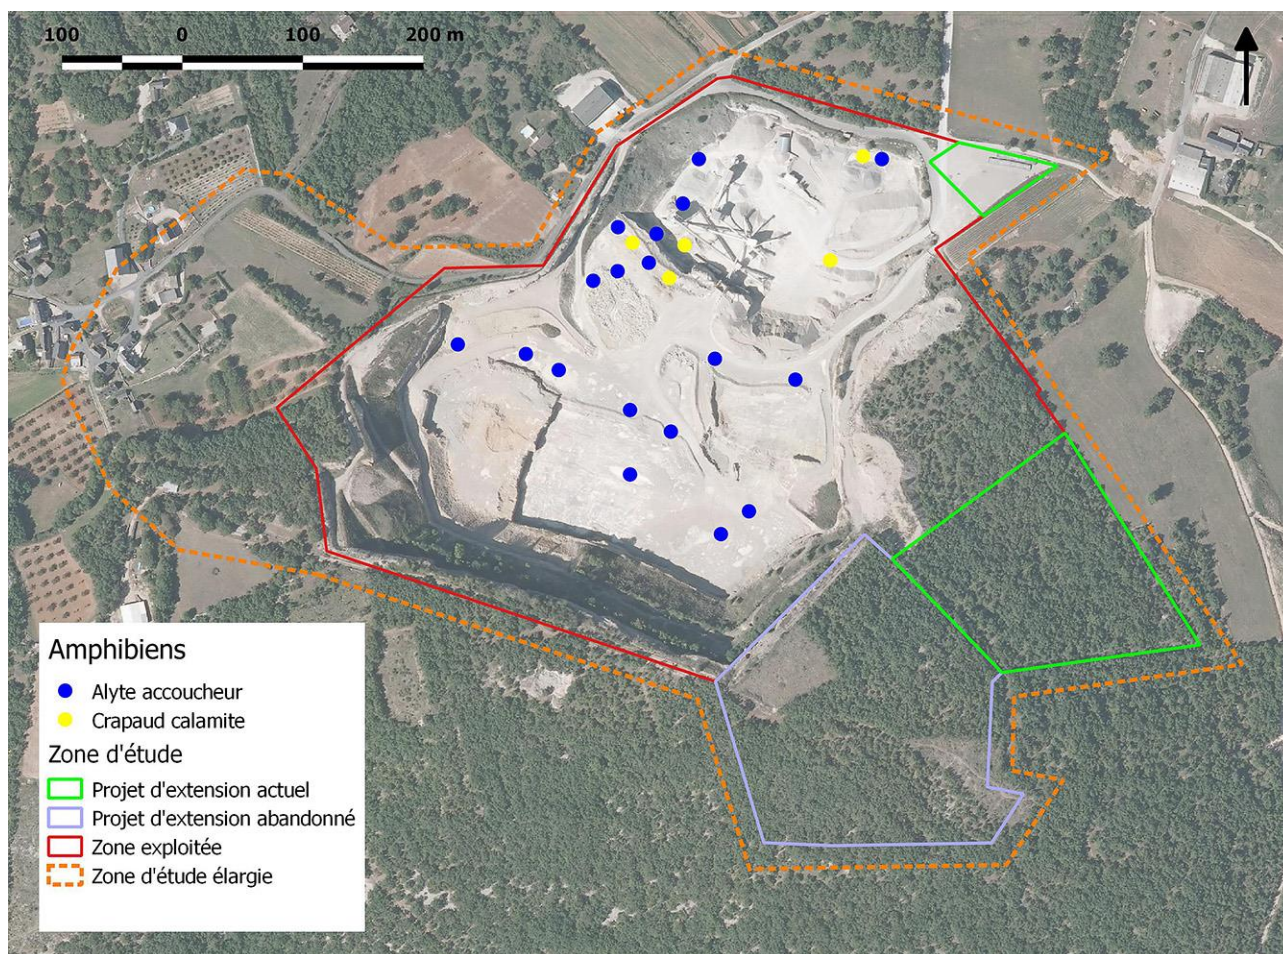 100 0 100 200 m
Amphibiens
Alyte accoucheur
Crapaud calamite
Zone d'étude
Projet d'extension actuel
Projet d'extension abandonné
Zone exploitée
Zone d'étude élargie